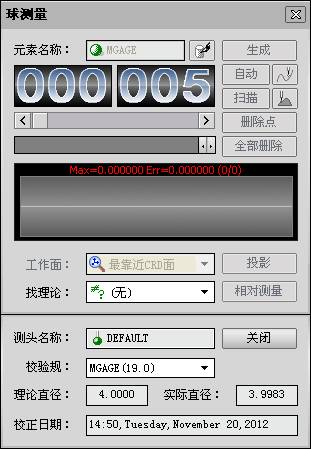 球测量
元素名称： MGAGE
生成
000 005
自动
扫描
删除点
全部删除
Max=0.000000 Err=0.000000 (0/0)
工作面： 最靠近CRD面 投影
找理论： (无) 相对测量
测头名称： DEFAULT 关闭
校验规： MGAGE(19.0)
理论直径： 4.0000 实际直径： 3.9983
校正日期： 14:50,Tuesday,November 20,2012